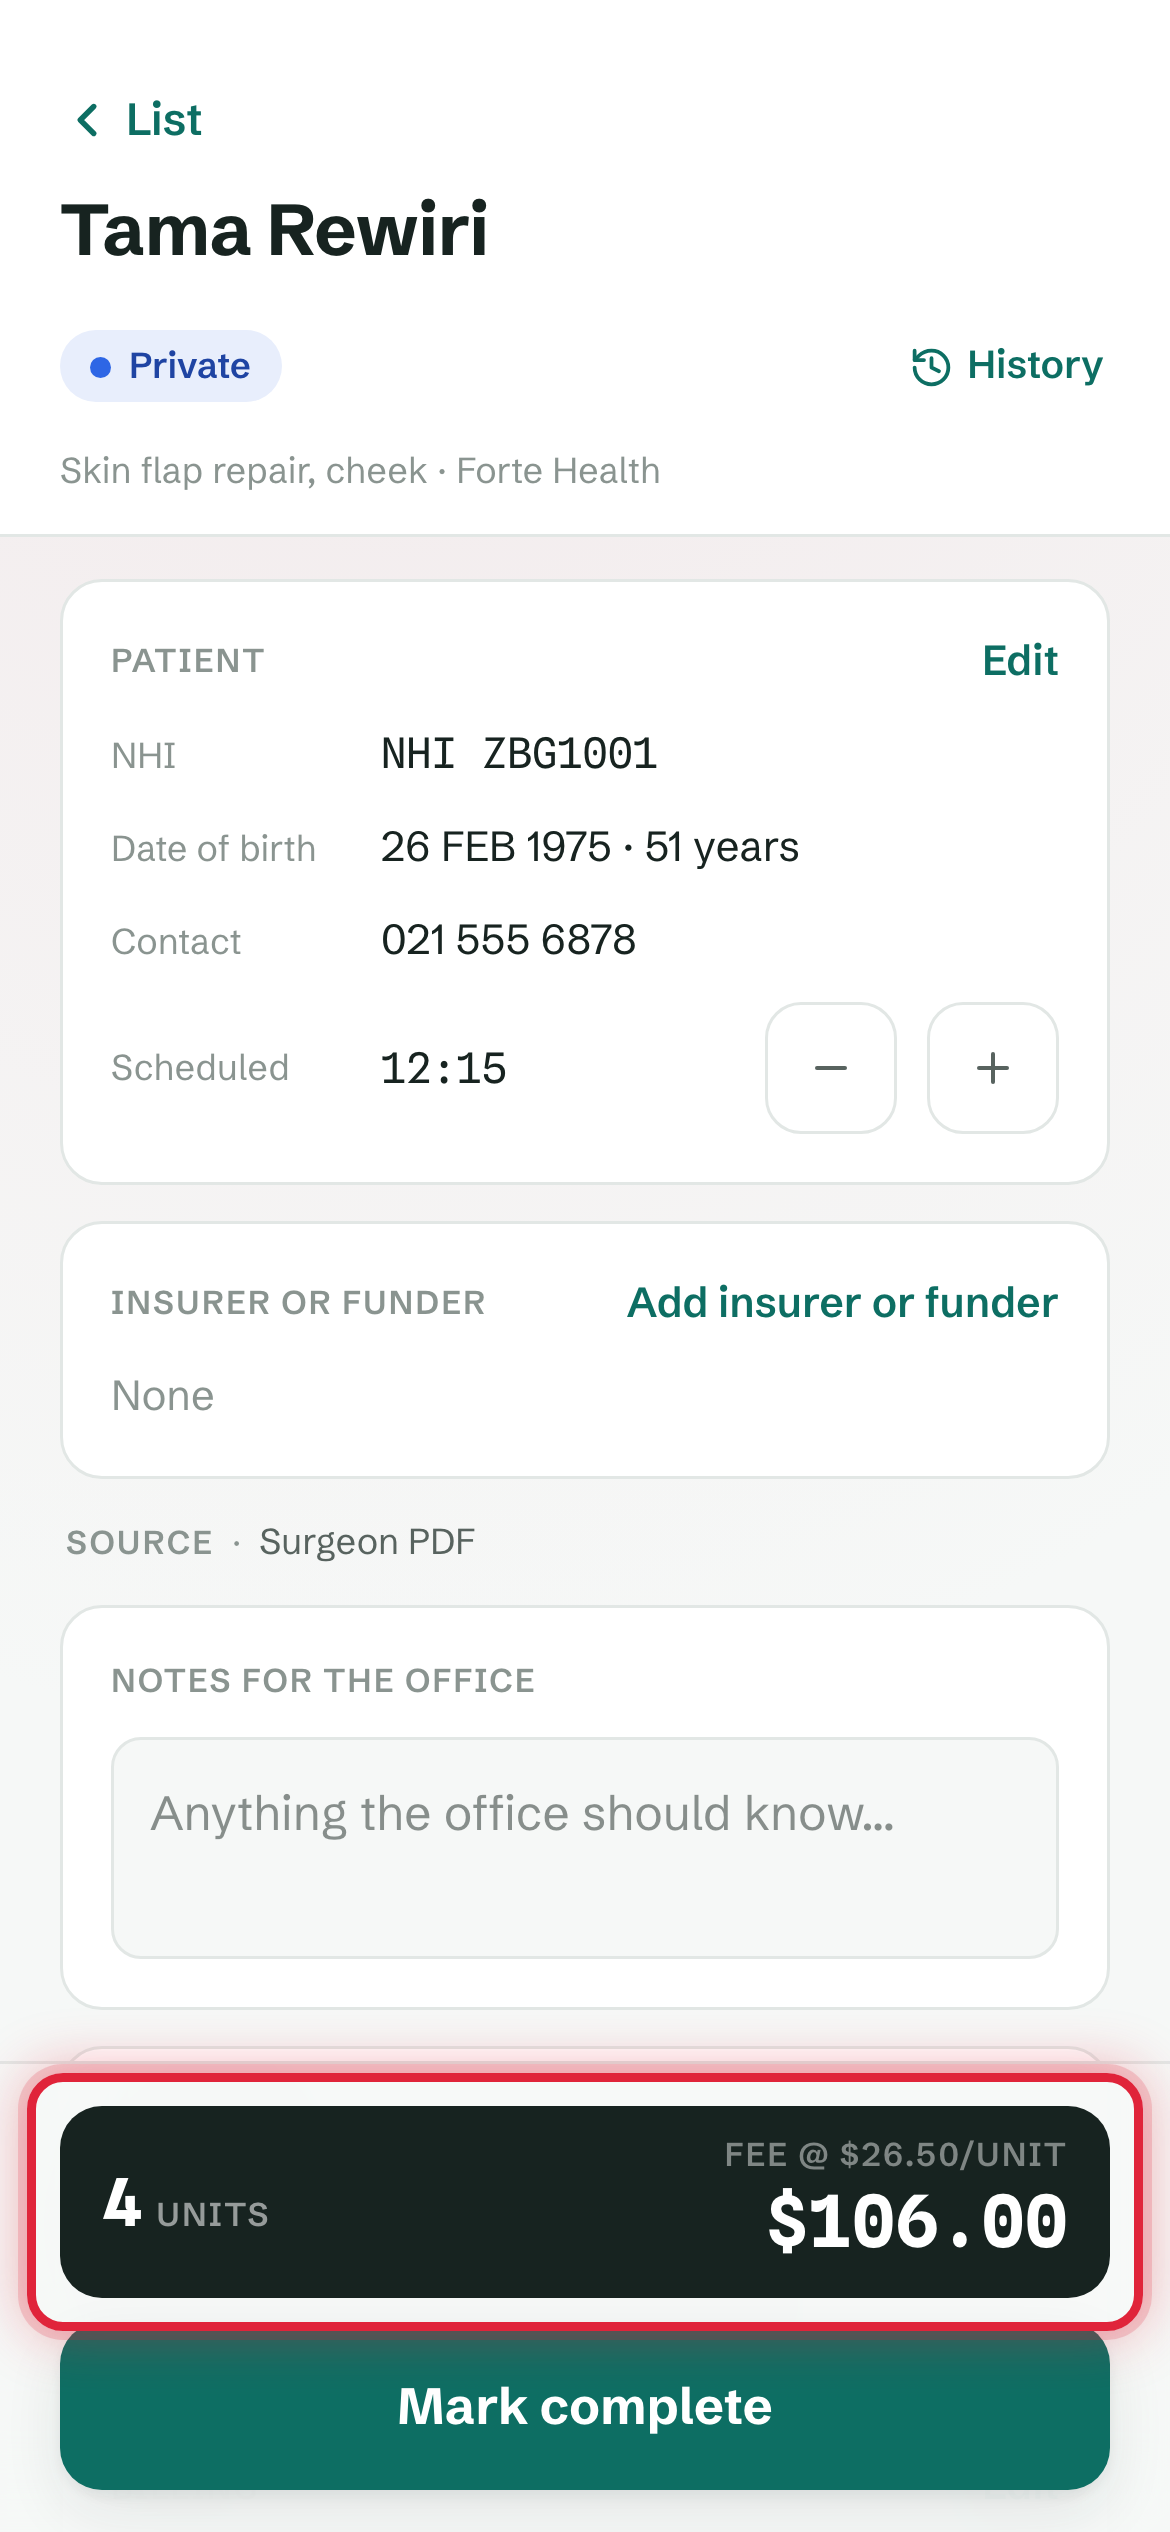 List
Tama Rewiri
Private
History
Skin flap repair, cheek · Forte Health
PATIENT
Edit
NHI NHI ZBG1001
Date of birth 26 FEB 1975 · 51 years
Contact 021 555 6878
Scheduled 12:15
INSURER OR FUNDER
Add insurer or funder
None
SOURCE · Surgeon PDF
NOTES FOR THE OFFICE
Anything the office should know...
FEE @ $26.50/UNIT
4 UNITS
$106.00
Mark complete